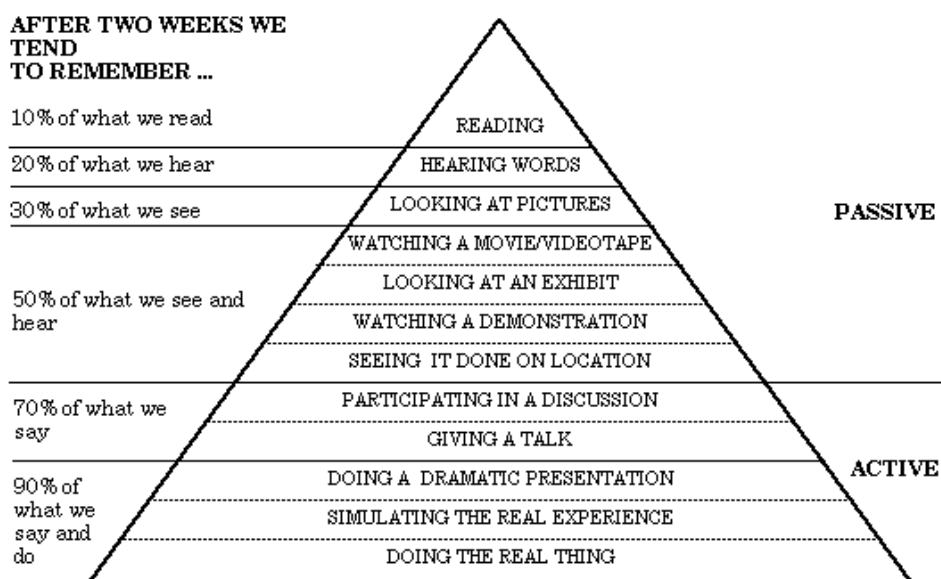 AFTER TWO WEEKS WE
TEND
TO REMEMBER ...
10% of what we read
READING
20% of what we hear
HEARING WORDS
30% of what we see
LOOKING AT PICTURES
PASSIVE
WATCHING A MOVIE/VIDEOTAPE
LOOKING AT AN EXHIBIT
50% of what we see and
hear
WATCHING A DEMONSTRATION
SEEING IT DONE ON LOCATION
70% of what we
say
PARTICIPATING IN A DISCUSSION
GIVING A TALK
ACTIVE
90% of
what we
say and
do
DOING A DRAMATIC PRESENTATION
SIMULATING THE REAL EXPERIENCE
DOING THE REAL THING